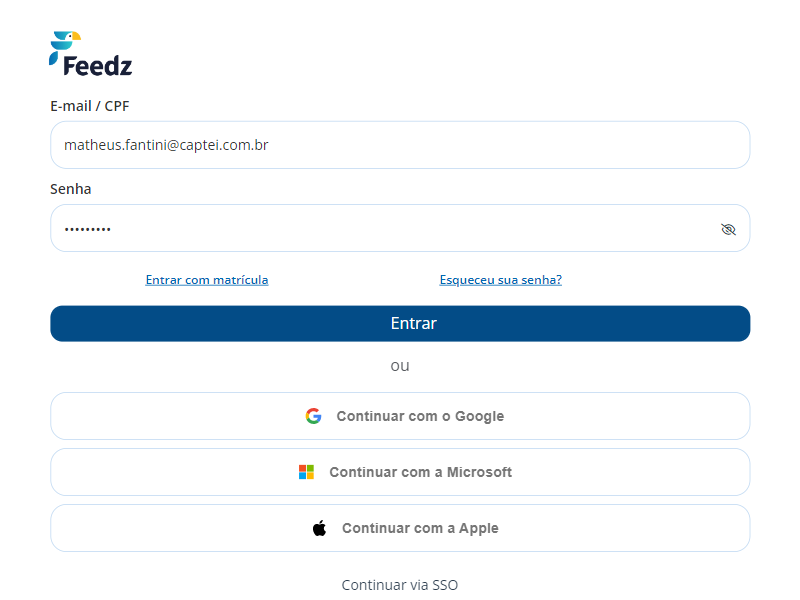 Feedz
E-mail / CPF
matheus.fantini@captei.com.br
Senha
•••••••••
Entrar com matrícula
Esqueceu sua senha?
Entrar
ou
Continuar com o Google
Continuar com a Microsoft
Continuar com a Apple
Continuar via SSO